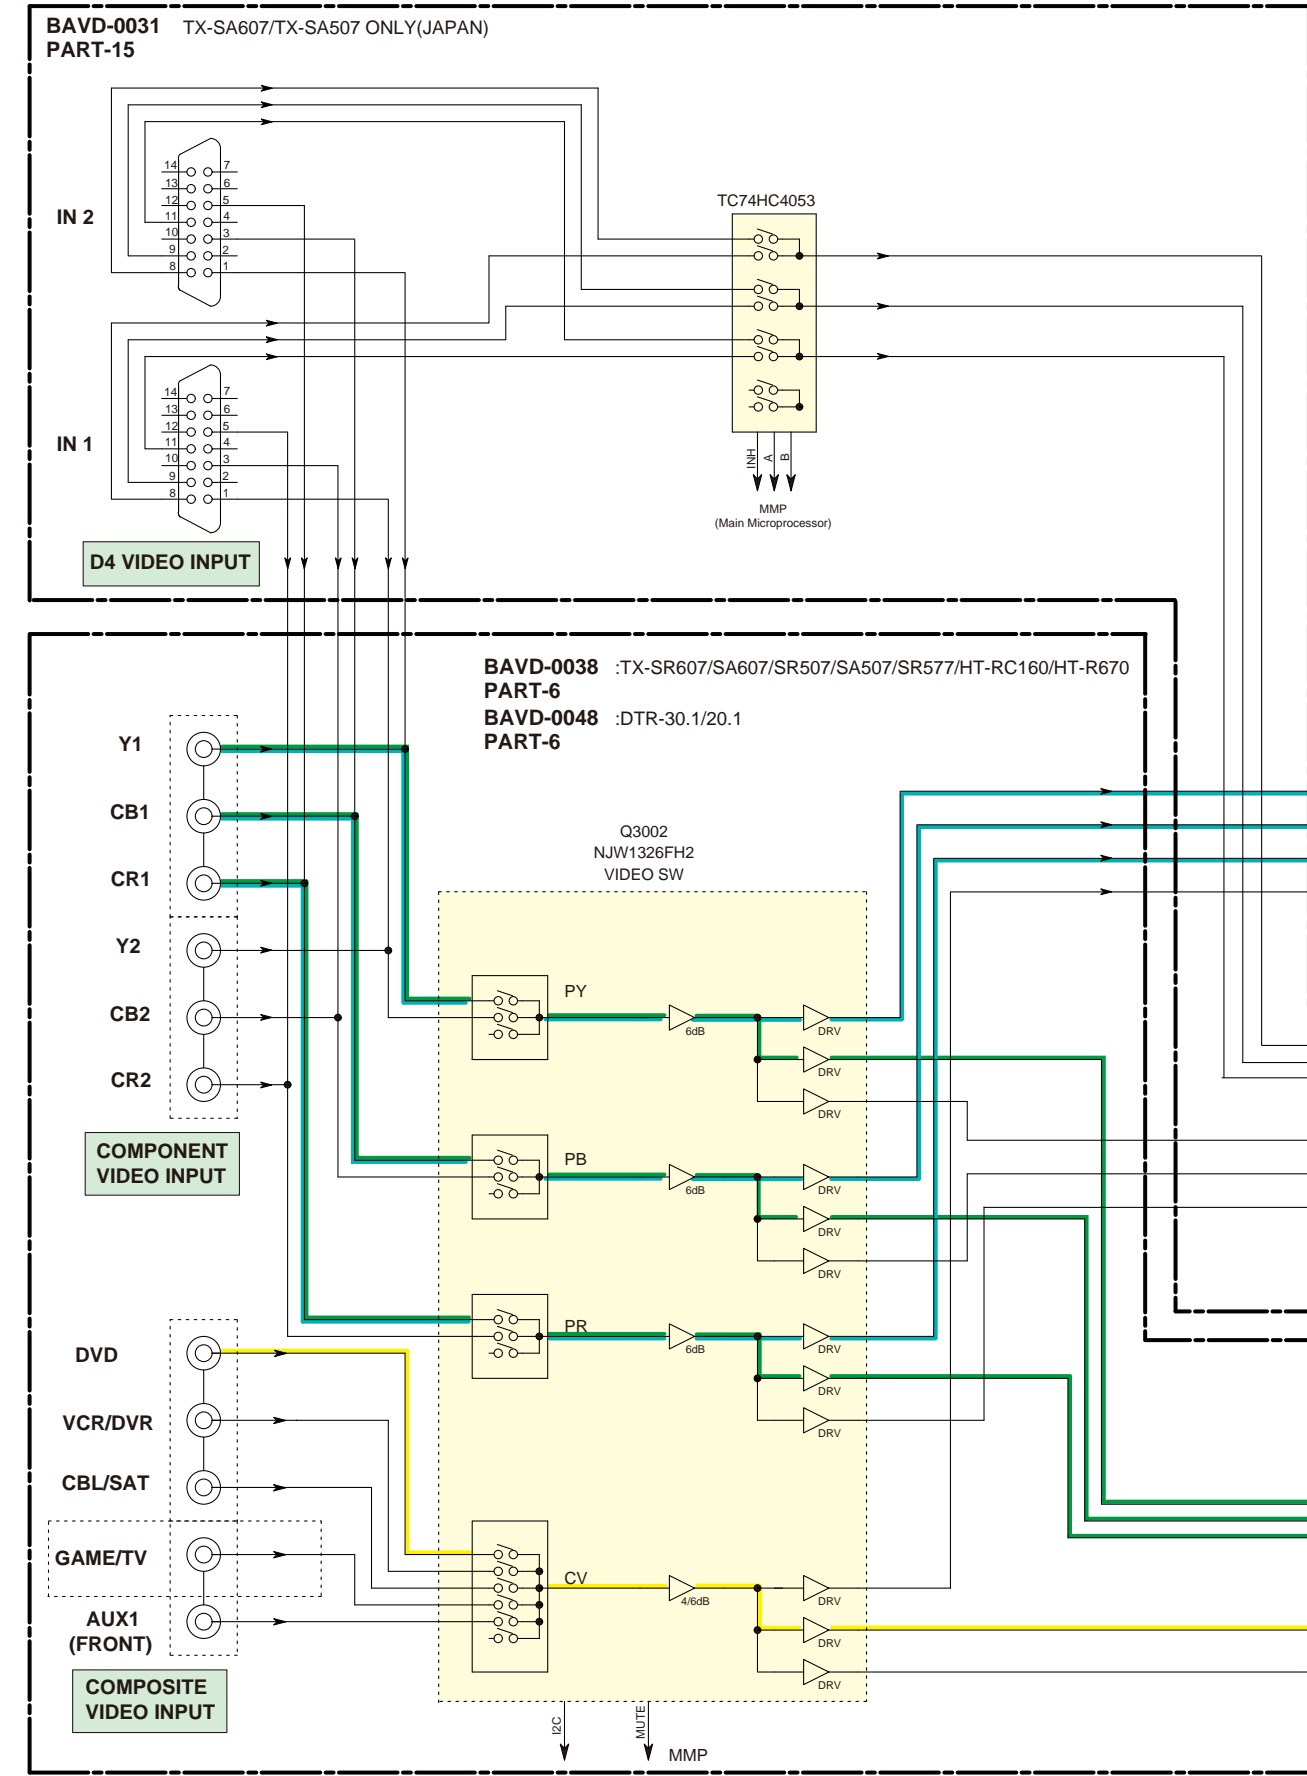 BAVD-0031 TX-SA607/TX-SA507 ONLY(JAPAN)
PART-15
IN 2
14 7
13 6
12 5
11 4
10 3
9 2
8 1
TC74HC4053
IN 1
14 7
13 6
12 5
11 4
10 3
9 2
8 1
INH A B
MMP
(Main Microprocessor)
D4 VIDEO INPUT
BAVD-0038 :TX-SR607/SA607/SR507/SA507/SR577/HT-RC160/HT-R670
PART-6
BAVD-0048 :DTR-30.1/20.1
PART-6
Y1
CB1
CR1
Y2
CB2
CR2
COMPONENT
VIDEO INPUT
Q3002
NJW1326FH2
VIDEO SW
PY
6dB
DRV
DRV
DRV
PB
6dB
DRV
DRV
DRV
PR
6dB
DRV
DRV
DRV
DVD
VCR/DVR
CBL/SAT
GAME/TV
AUX1
(FRONT)
COMPOSITE
VIDEO INPUT
CV
4/6dB
DRV
DRV
DRV
I2C
MUTE
MMP